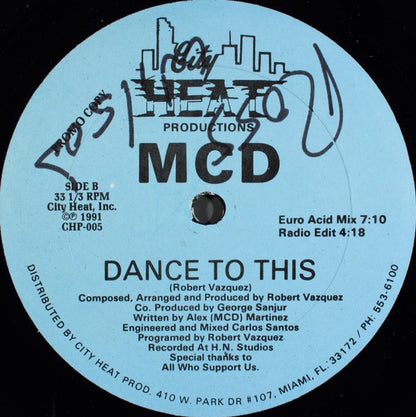 City
HEAT
PRODUCTIONS
PROMO COPY
MCD
SIDE B
33 1/3 RPM
City Heat, Inc.
©℗ 1991
CHP-005
Euro Acid Mix 7:10
Radio Edit 4:18
DANCE TO THIS
(Robert Vazquez)
Composed, Arranged and Produced by Robert Vazquez
Co. Produced by George Sanjur
Written by Alex (MCD) Martinez
Engineered and Mixed Carlos Santos
Programed by Robert Vazquez
Recorded At H.N. Studios
Special thanks to
All Who Support Us.
DISTRIBUTED BY CITY HEAT PROD. 410 W. PARK DR #107, MIAMI, FL. 33172 / PH: 553-6100